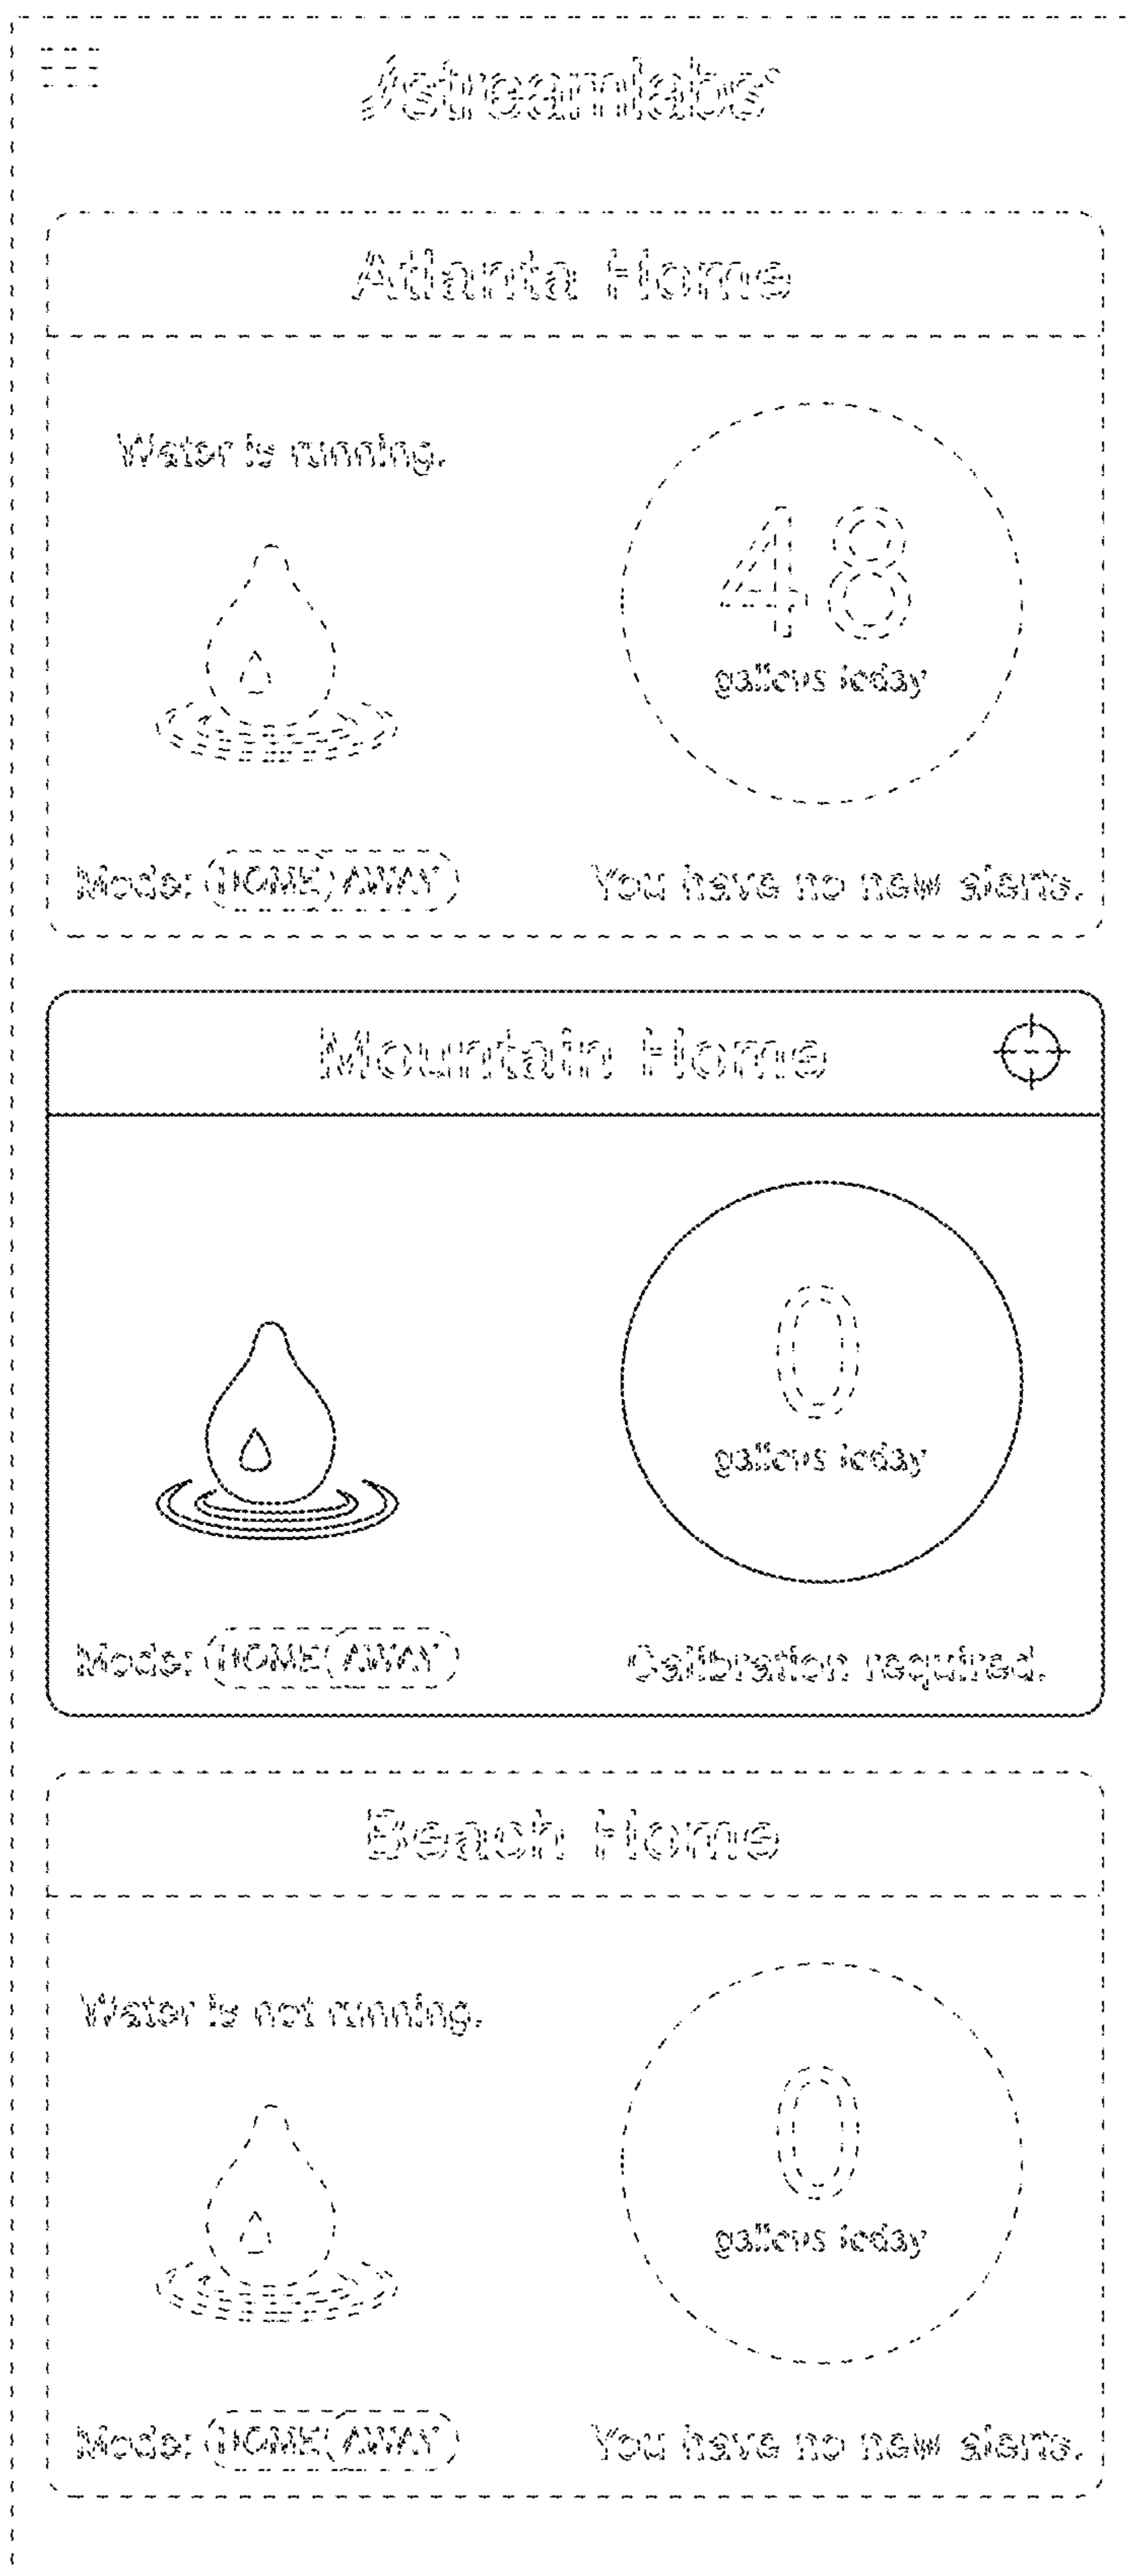 streamlabs
Atlanta Home
Water is running.
48
gallons today
Mode: HOME AWAY
You have no new alerts.
Mountain Home
0
gallons today
Mode: HOME AWAY
Calibration required.
Beach Home
Water is not running.
0
gallons today
Mode: HOME AWAY
You have no new alerts.